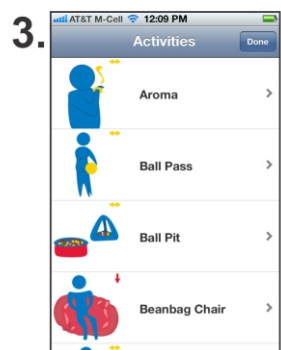 3.
AT&T M-Cell 12:09 PM
Activities Done
Aroma
Ball Pass
Ball Pit
Beanbag Chair